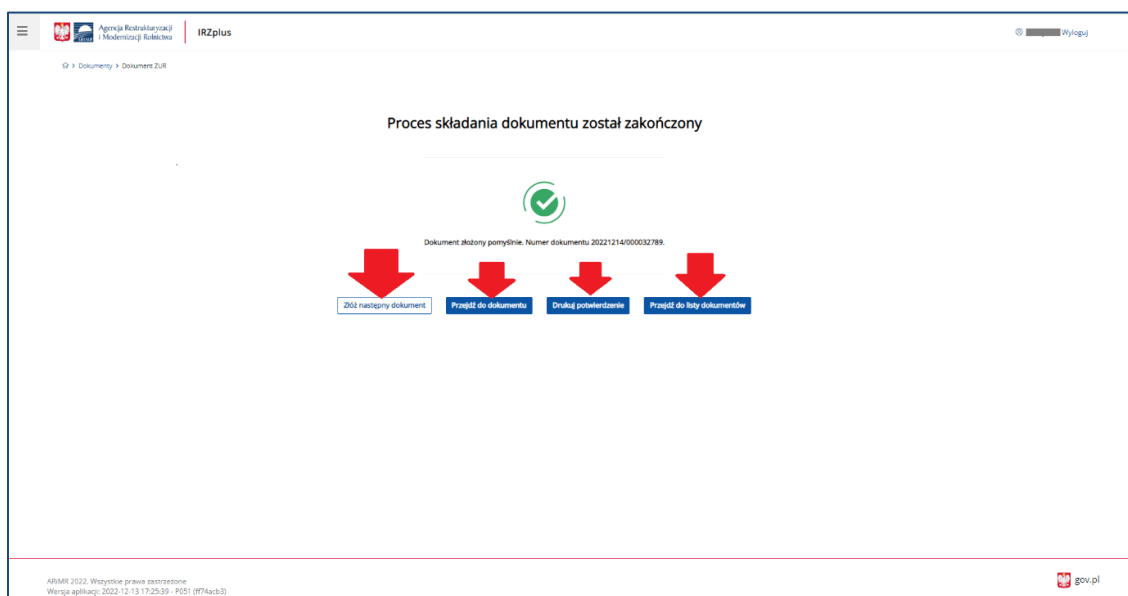 Agencja Restrukturyzacji
i Modernizacji Rolnictwa
IRZplus
Wyloguj
Dokumenty > Dokument ZUR
Proces składania dokumentu został zakończony
Dokument złożony pomyślnie. Numer dokumentu 20221214/000032789.
Złóż następny dokument
Przejdź do dokumentu
Drukuj potwierdzenie
Przejdź do listy dokumentów
ARiMR 2022. Wszystkie prawa zastrzeżone
Wersja aplikacji: 2022-12-13 17:25:39 - P051 (ff74acb3)
gov.pl